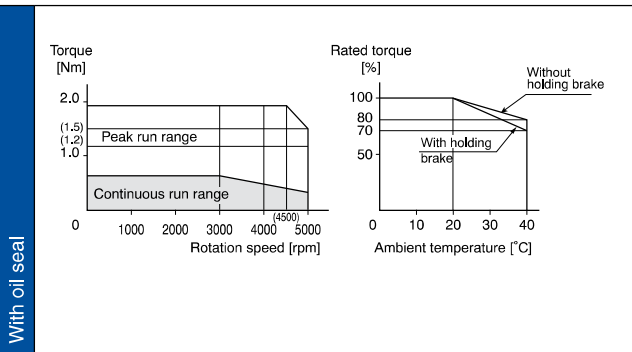 With oil seal
Torque
[Nm]
2.0
(1.5)
(1.2)
1.0
Peak run range
Continuous run range
0
1000 2000 3000 4000 (4500) 5000
Rotation speed [rpm]
Rated torque
[%]
100
80
70
50
Without
holding brake
With holding
brake
0 10 20 30 40
Ambient temperature [˚C]